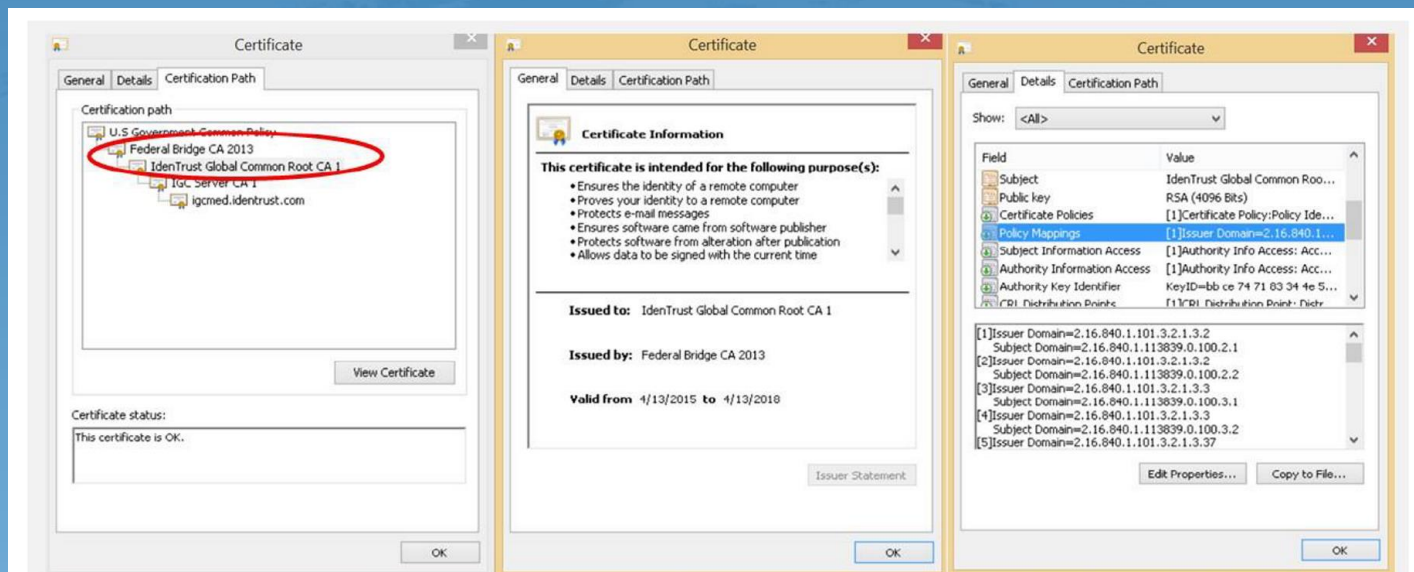 Certificate
General Details Certification Path
Certification path
U.S Government Common Policy
Federal Bridge CA 2013
IdenTrust Global Common Root CA 1
IGC Server CA 1
igcmed.identrust.com
View Certificate
Certificate status:
This certificate is OK.
OK
Certificate
General Details Certification Path
Certificate Information
This certificate is intended for the following purpose(s):
•Ensures the identity of a remote computer
•Proves your identity to a remote computer
•Protects e-mail messages
•Ensures software came from software publisher
•Protects software from alteration after publication
•Allows data to be signed with the current time
Issued to: IdenTrust Global Common Root CA 1
Issued by: Federal Bridge CA 2013
Valid from 4/13/2015 to 4/13/2018
Issuer Statement
OK
Certificate
General Details Certification Path
Show: <All>
Field Value
Subject IdenTrust Global Common Roo...
Public key RSA (4096 Bits)
Certificate Policies [1]Certificate Policy:Policy Ide...
Policy Mappings [1]Issuer Domain=2.16.840.1....
Subject Information Access [1]Authority Info Access: Acc...
Authority Information Access [1]Authority Info Access: Acc...
Authority Key Identifier KeyID=bb ce 74 71 83 34 4e 5...
CRL Distribution Points [1]CRL Distribution Point: Distr...
[1]Issuer Domain=2.16.840.1.101.3.2.1.3.2
Subject Domain=2.16.840.1.113839.0.100.2.1
[2]Issuer Domain=2.16.840.1.101.3.2.1.3.2
Subject Domain=2.16.840.1.113839.0.100.2.2
[3]Issuer Domain=2.16.840.1.101.3.2.1.3.3
Subject Domain=2.16.840.1.113839.0.100.3.1
[4]Issuer Domain=2.16.840.1.101.3.2.1.3.3
Subject Domain=2.16.840.1.113839.0.100.3.2
[5]Issuer Domain=2.16.840.1.101.3.2.1.3.37
Edit Properties... Copy to File...
OK